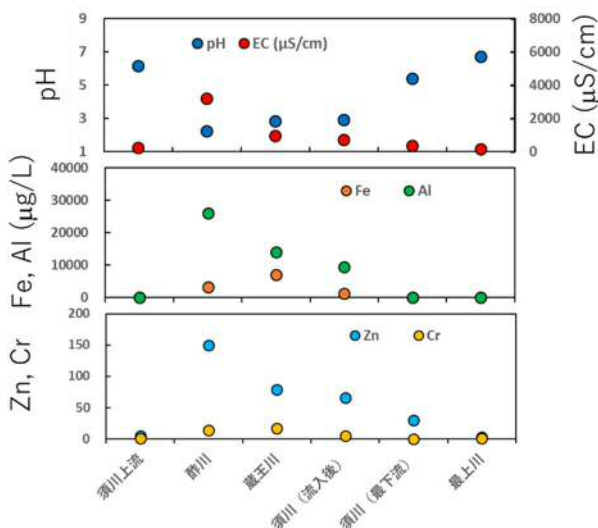 9
7
5
3
1
pH
pH
EC (µS/cm)
8000
6000
4000
2000
0
EC (µS/cm)
40000
30000
20000
10000
0
Fe, Al (µg/L)
Fe
Al
200
150
100
50
0
Zn, Cr
Zn
Cr
須川上流
酢川
蔵王川
須川（流入後）
須川（最下流）
最上川